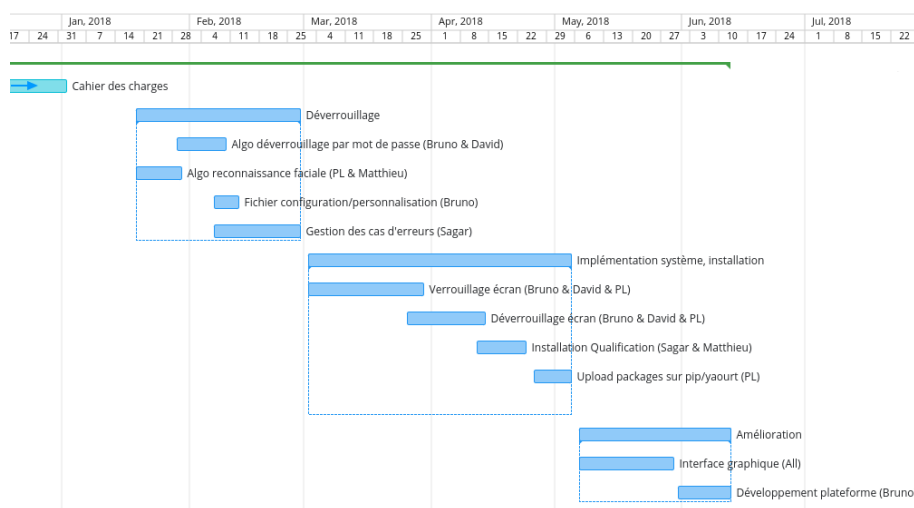 Jan, 2018 Feb, 2018 Mar, 2018 Apr, 2018 May, 2018 Jun, 2018 Jul, 2018
17 24 31 7 14 21 28 4 11 18 25 4 11 18 25 1 8 15 22 29 6 13 20 27 3 10 17 24 1 8 15 22
Cahier des charges
Déverrouillage
Algo déverrouillage par mot de passe (Bruno & David)
Algo reconnaissance faciale (PL & Matthieu)
Fichier configuration/personnalisation (Bruno)
Gestion des cas d'erreurs (Sagar)
Implémentation système, installation
Verrouillage écran (Bruno & David & PL)
Déverrouillage écran (Bruno & David & PL)
Installation Qualification (Sagar & Matthieu)
Upload packages sur pip/yaourt (PL)
Amélioration
Interface graphique (All)
Développement plateforme (Bruno